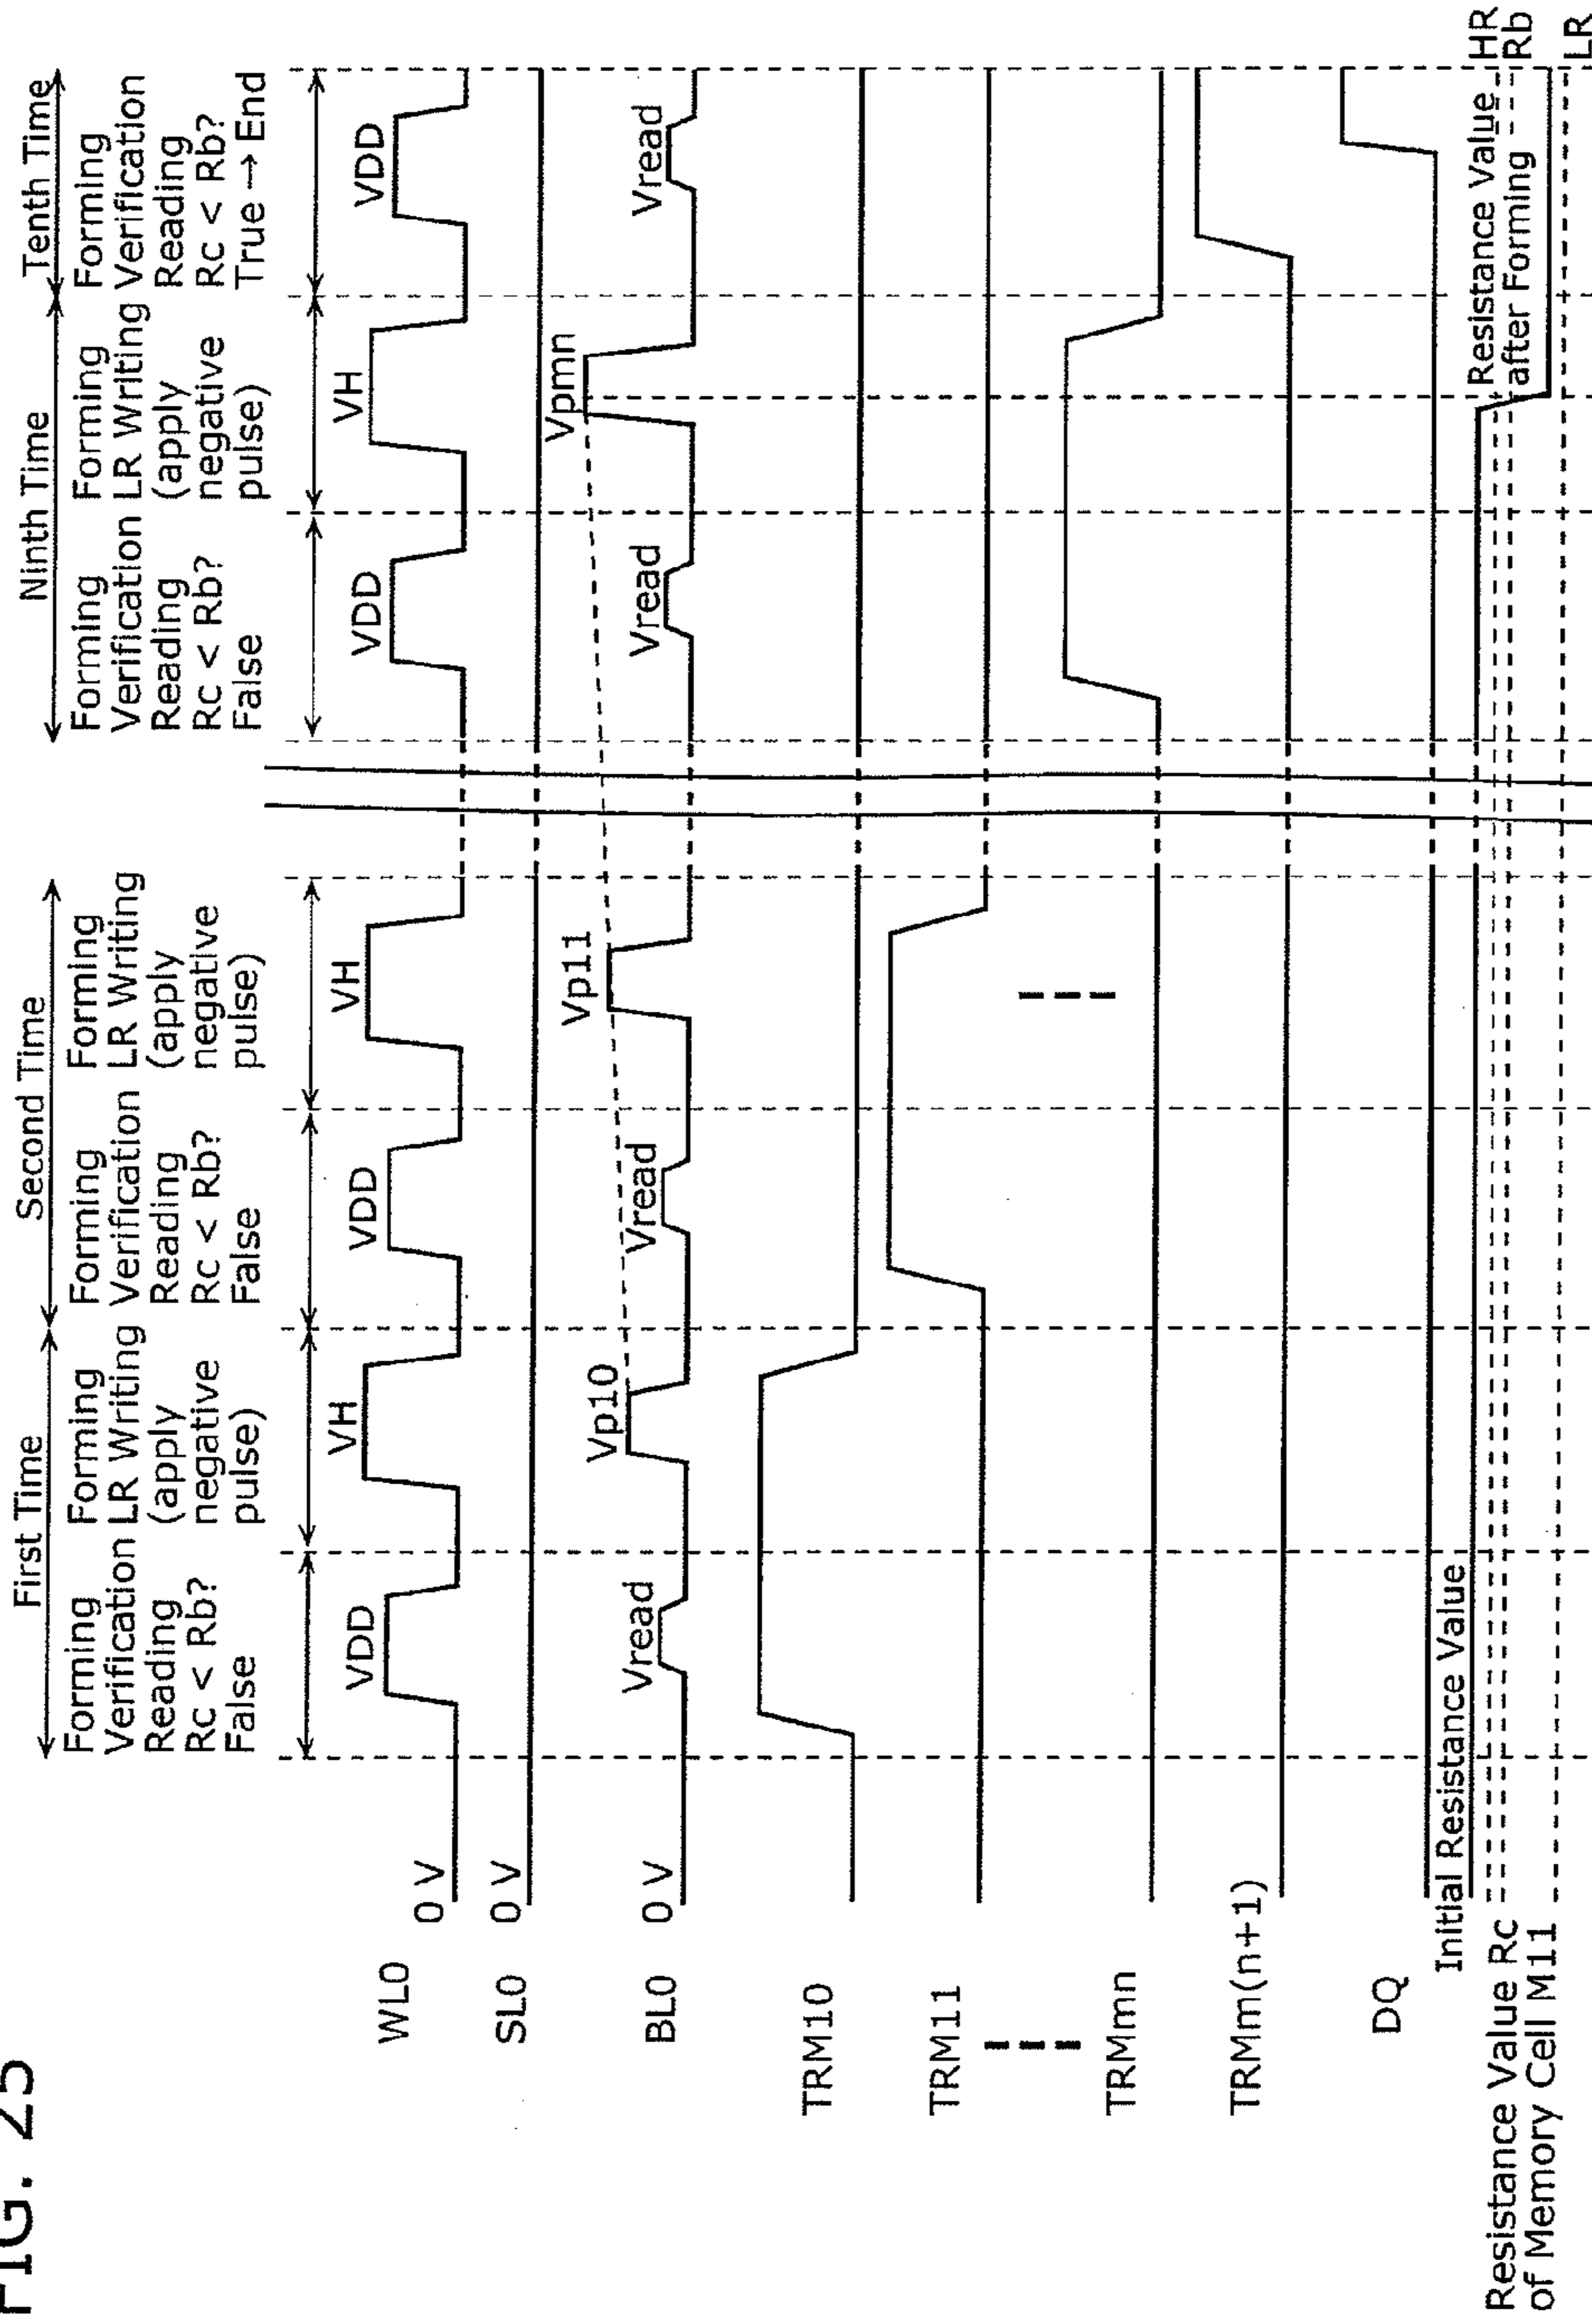 FIG. 25
First Time
Second Time
Ninth Time
Tenth Time
Forming
Verification
Reading
Rc < Rb?
False
Forming
LR Writing
(apply
negative
pulse)
Forming
Verification
Reading
Rc < Rb?
False
Forming
LR Writing
(apply
negative
pulse)
Forming
Verification
Reading
Rc < Rb?
False
Forming
LR Writing
(apply
negative
pulse)
Forming
Verification
Reading
Rc < Rb?
True → End
WL0
0 V
VDD
VH
VDD
VH
VDD
VH
VDD
SL0
0 V
BL0
0 V
Vread
Vp10
Vread
Vp11
Vread
Vpmn
Vread
TRM10
TRM11
TRMmn
TRMm(n+1)
DQ
Initial Resistance Value
Resistance Value Rc
of Memory Cell M11
Resistance Value
after Forming
HR
Rb
LR